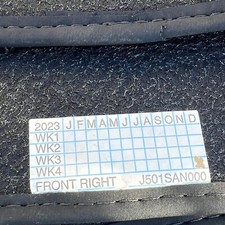 2023 J F M A M J J A S O N D
WK1
WK2
WK3
WK4
FRONT RIGHT J501SAN000